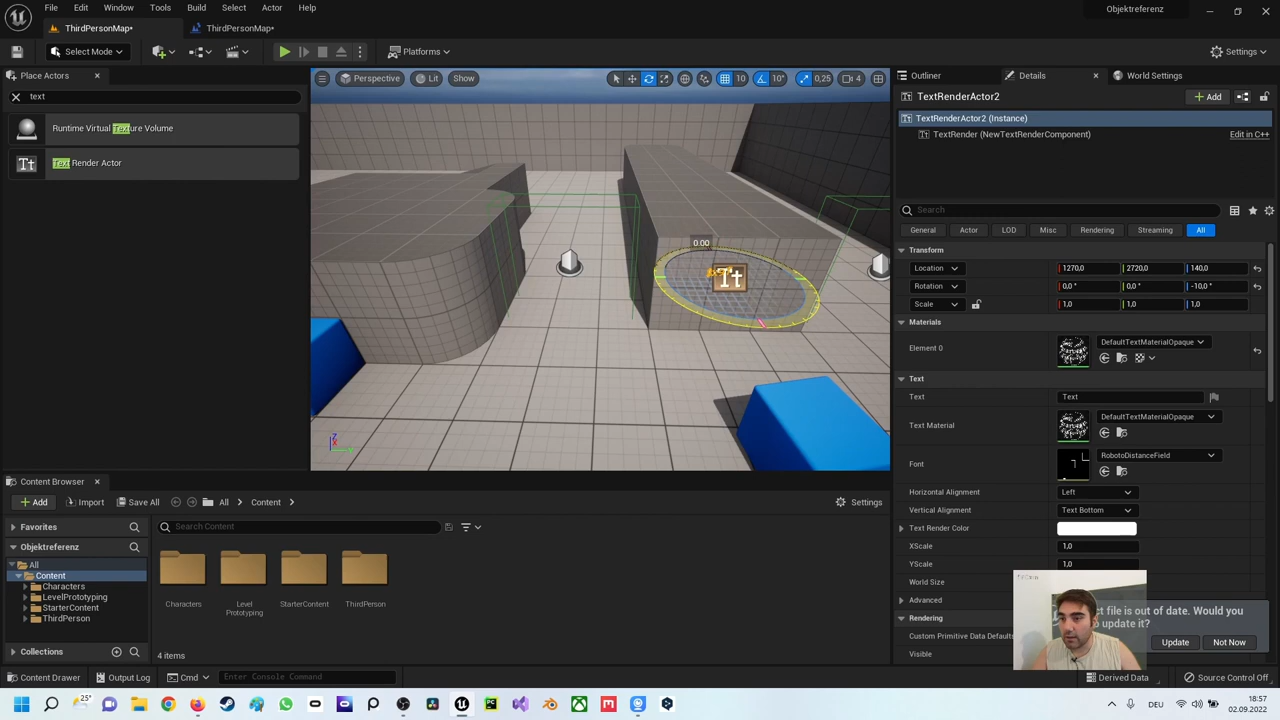 File Edit Window Tools Build Select Actor Help
Objektreferenz
ThirdPersonMap*
ThirdPersonMap*
Select Mode
Platforms
Settings
Place Actors
text
Runtime Virtual Texture Volume
Text Render Actor
Perspective
Lit
Show
10
10°
0,25
4
0.00
Tt
Outliner
Details
World Settings
TextRenderActor2
Add
TextRenderActor2 (Instance)
TextRender (NewTextRenderComponent)
Edit in C++
Search
General
Actor
LOD
Misc
Rendering
Streaming
All
Transform
Location
1270,0
2720,0
140,0
Rotation
0,0 °
0,0 °
-10,0 °
Scale
1,0
1,0
1,0
Materials
Element 0
DefaultTextMaterialOpaque
Text
Text
Text
Text Material
DefaultTextMaterialOpaque
Font
RobotoDistanceField
Horizontal Alignment
Left
Vertical Alignment
Text Bottom
Text Render Color
XScale
1,0
YScale
1,0
World Size
Advanced
Rendering
Custom Primitive Data Defaults
Visible
file is out of date. Would you
update it?
Update
Not Now
Content Browser
Add
Import
Save All
All
Content
Settings
Favorites
Search Content
Objektreferenz
All
Content
Characters
LevelPrototyping
StarterContent
ThirdPerson
Characters
Level
Prototyping
StarterContent
ThirdPerson
Collections
4 items
Content Drawer
Output Log
Cmd
Enter Console Command
Derived Data
Source Control Off
25°
DEU
18:57
02.09.2022